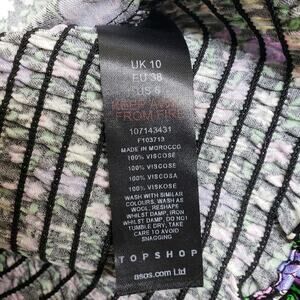 UK 10
EU 38
US 6
KEEP AWAY
FROM FIRE
107143431
F103713
MADE IN MOROCCO
100% VISCOSE
100% VISCOSE
100% VISCOSA
100% VISKOSE
WASH WITH SIMILAR
COLOURS, WASH AS
WOOL, RESHAPE
WHILST DAMP, IRON
WHILST DAMP, DO NOT
TUMBLE DRY, TAKE
CARE TO AVOID
SNAGGING
TOPSHOP
asos.com Ltd